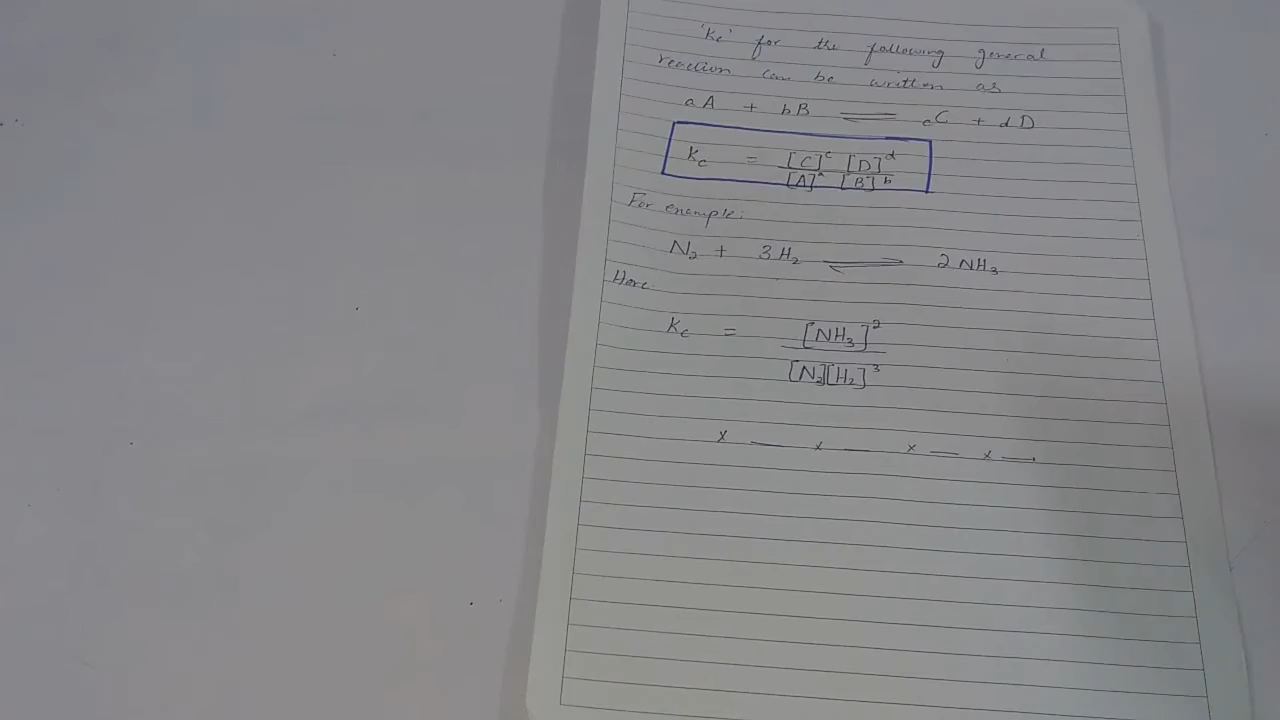 'Kc' for the following general
reaction can be written as
aA + bB ⇌ cC + dD
Kc = [C]^c [D]^d / [A]^a [B]^b
For example:
N₂ + 3H₂ ⇌ 2NH₃
Here
Kc = [NH₃]² / [N₂][H₂]³
x — x — x — x —